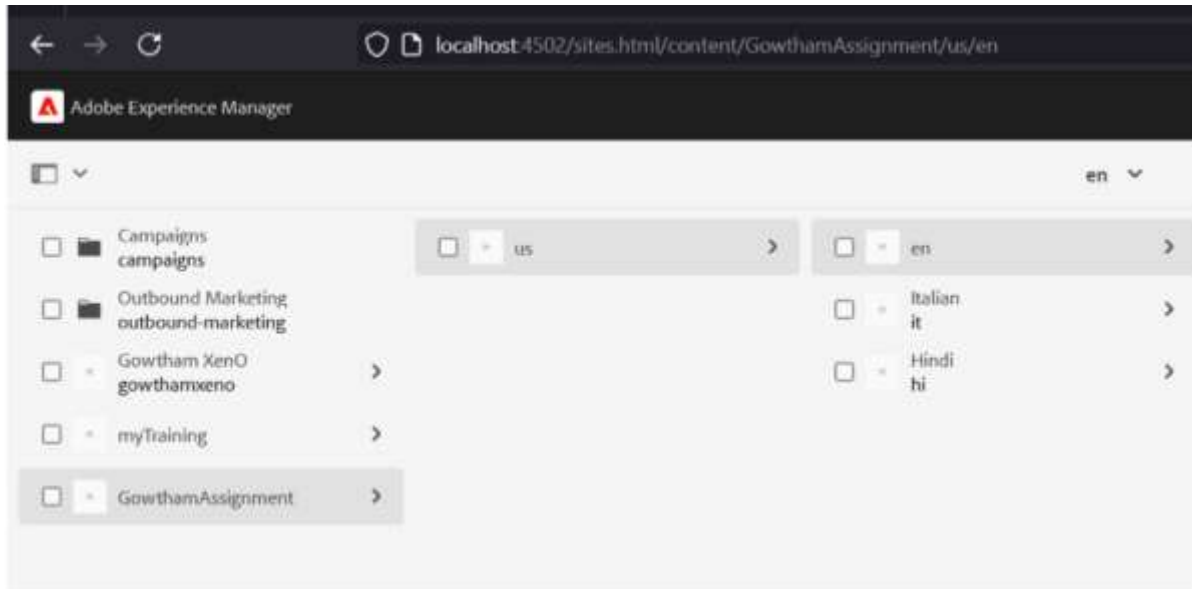 localhost:4502/sites.html/content/GowthamAssignment/us/en
Adobe Experience Manager
en
Campaigns
campaigns
Outbound Marketing
outbound-marketing
Gowtham XenO
gowthamxeno
myTraining
GowthamAssignment
us
en
Italian
it
Hindi
hi